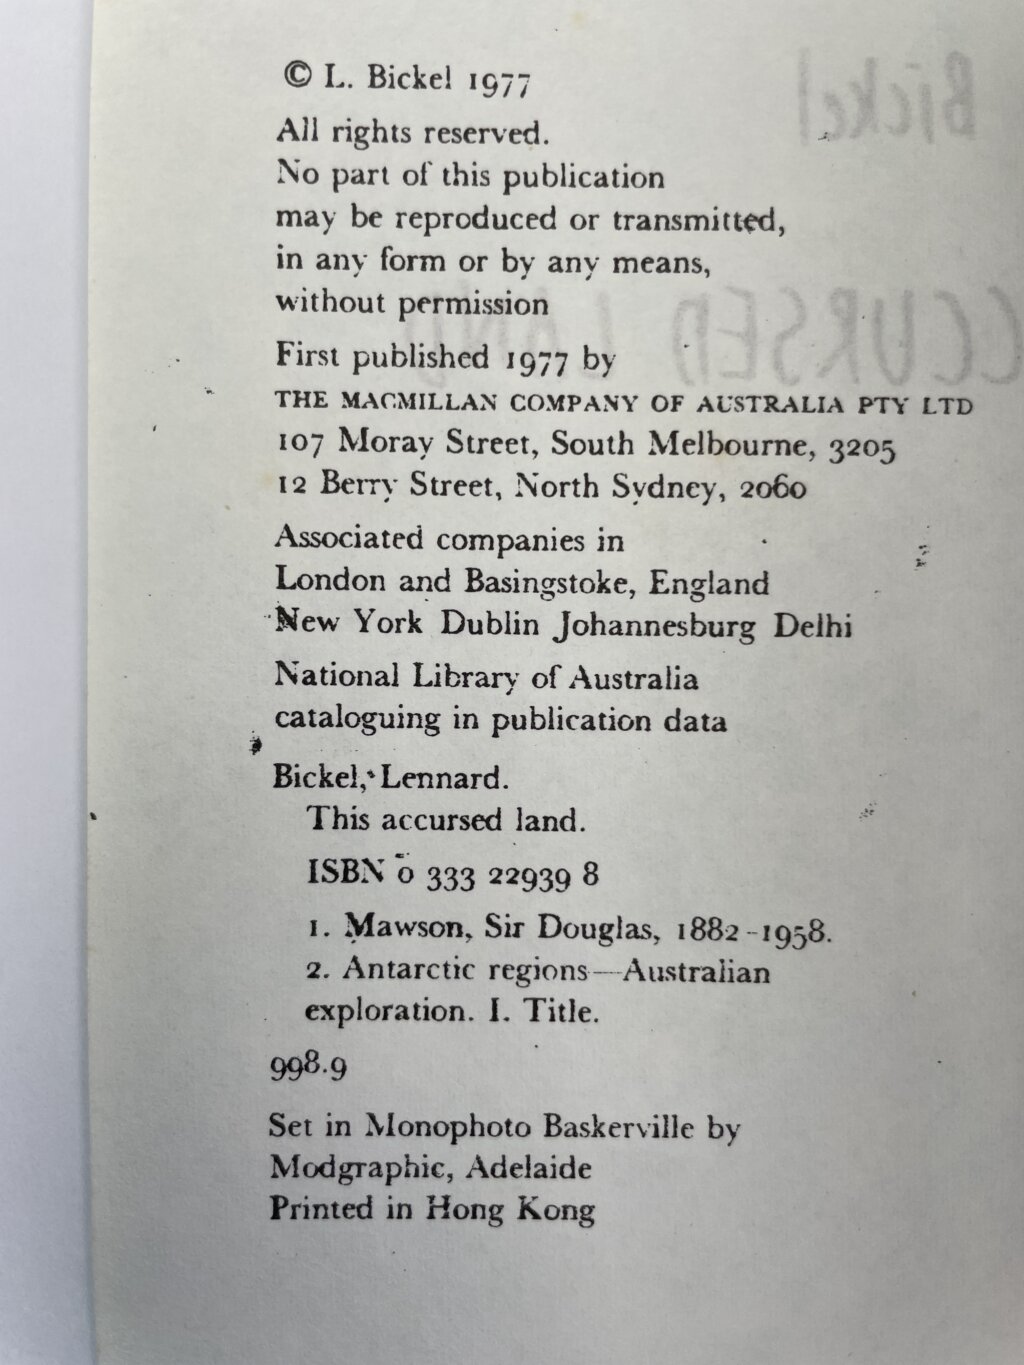 © L. Bickel 1977
All rights reserved.
No part of this publication
may be reproduced or transmitted,
in any form or by any means,
without permission
First published 1977 by
THE MACMILLAN COMPANY OF AUSTRALIA PTY LTD
107 Moray Street, South Melbourne, 3205
12 Berry Street, North Sydney, 2060
Associated companies in
London and Basingstoke, England
New York Dublin Johannesburg Delhi
National Library of Australia
cataloguing in publication data
Bickel, Lennard.
This accursed land.
ISBN 0 333 22939 8
1. Mawson, Sir Douglas, 1882-1958.
2. Antarctic regions—Australian
exploration. I. Title.
998.9
Set in Monophoto Baskerville by
Modgraphic, Adelaide
Printed in Hong Kong
Bickel
CCURSED LAND